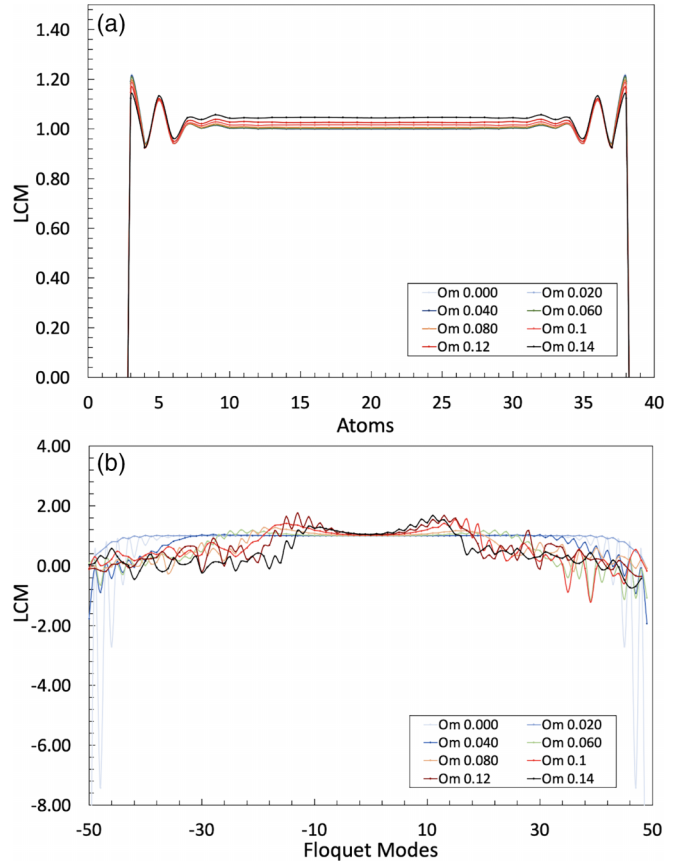 (a)
1.40
1.20
1.00
0.80
0.60
0.40
0.20
0.00
LCM
Om 0.000 Om 0.020
Om 0.040 Om 0.060
Om 0.080 Om 0.1
Om 0.12 Om 0.14
0 5 10 15 20 25 30 35 40
Atoms
(b)
4.00
2.00
0.00
-2.00
-4.00
-6.00
-8.00
LCM
Om 0.000 Om 0.020
Om 0.040 Om 0.060
Om 0.080 Om 0.1
Om 0.12 Om 0.14
-50 -30 -10 10 30 50
Floquet Modes